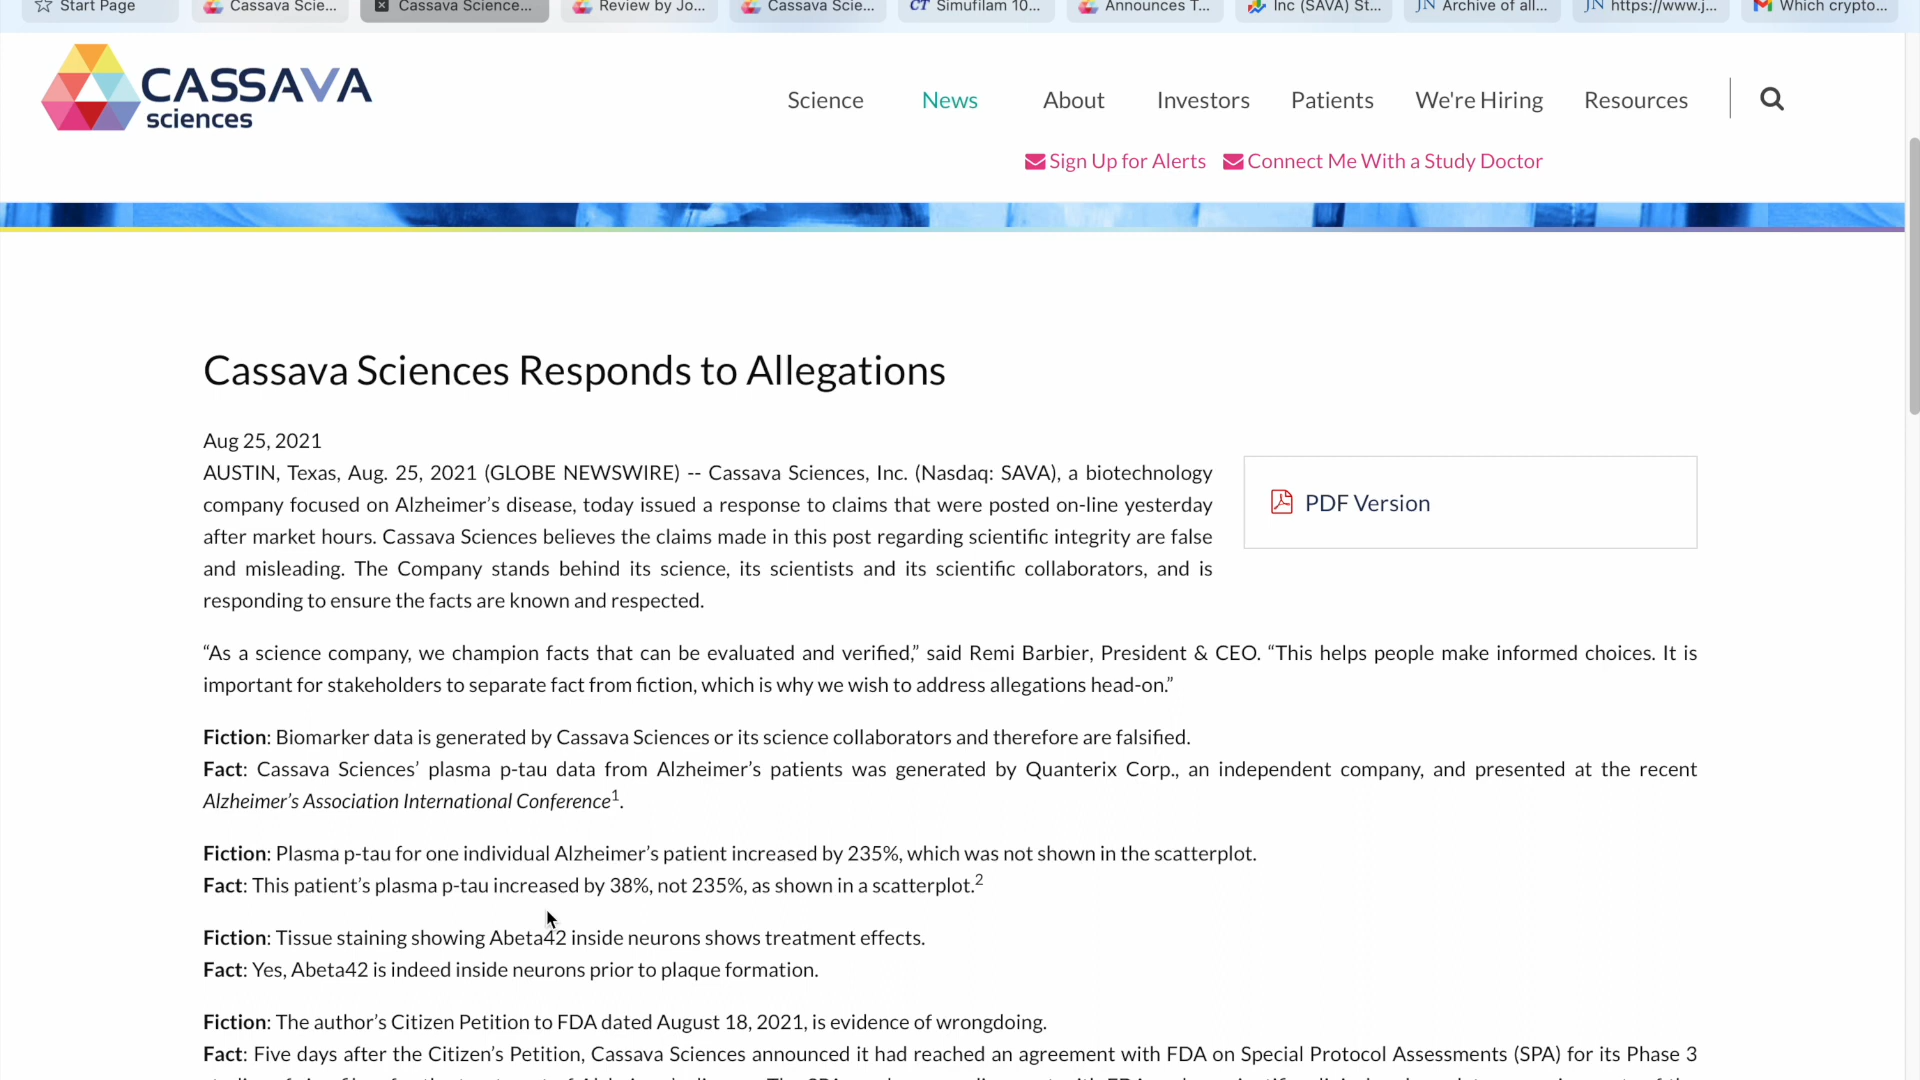 Start Page
Cassava Scie...
Cassava Science...
Review by Jo...
Cassava Scie...
CT Simufilam 10...
Announces T...
Inc (SAVA) St...
JN Archive of all...
JN https://www.j...
Which crypto...
CASSAVA
sciences
Science News About Investors Patients We're Hiring Resources
Sign Up for Alerts Connect Me With a Study Doctor
Cassava Sciences Responds to Allegations
Aug 25, 2021
AUSTIN, Texas, Aug. 25, 2021 (GLOBE NEWSWIRE) -- Cassava Sciences, Inc. (Nasdaq: SAVA), a biotechnology
company focused on Alzheimer’s disease, today issued a response to claims that were posted on-line yesterday
after market hours. Cassava Sciences believes the claims made in this post regarding scientific integrity are false
and misleading. The Company stands behind its science, its scientists and its scientific collaborators, and is
responding to ensure the facts are known and respected.
PDF Version
“As a science company, we champion facts that can be evaluated and verified,” said Remi Barbier, President & CEO. “This helps people make informed choices. It is
important for stakeholders to separate fact from fiction, which is why we wish to address allegations head-on.”
Fiction: Biomarker data is generated by Cassava Sciences or its science collaborators and therefore are falsified.
Fact: Cassava Sciences’ plasma p-tau data from Alzheimer’s patients was generated by Quanterix Corp., an independent company, and presented at the recent
Alzheimer’s Association International Conference1.
Fiction: Plasma p-tau for one individual Alzheimer’s patient increased by 235%, which was not shown in the scatterplot.
Fact: This patient’s plasma p-tau increased by 38%, not 235%, as shown in a scatterplot.2
Fiction: Tissue staining showing Abeta42 inside neurons shows treatment effects.
Fact: Yes, Abeta42 is indeed inside neurons prior to plaque formation.
Fiction: The author’s Citizen Petition to FDA dated August 18, 2021, is evidence of wrongdoing.
Fact: Five days after the Citizen’s Petition, Cassava Sciences announced it had reached an agreement with FDA on Special Protocol Assessments (SPA) for its Phase 3